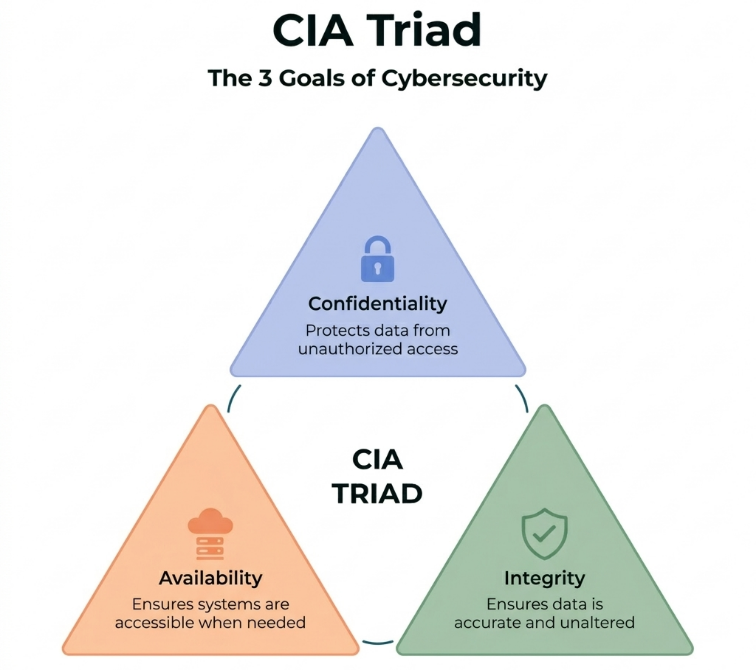 CIA Triad
The 3 Goals of Cybersecurity
Confidentiality
Protects data from
unauthorized access
CIA
TRIAD
Availability
Ensures systems are
accessible when needed
Integrity
Ensures data is
accurate and unaltered